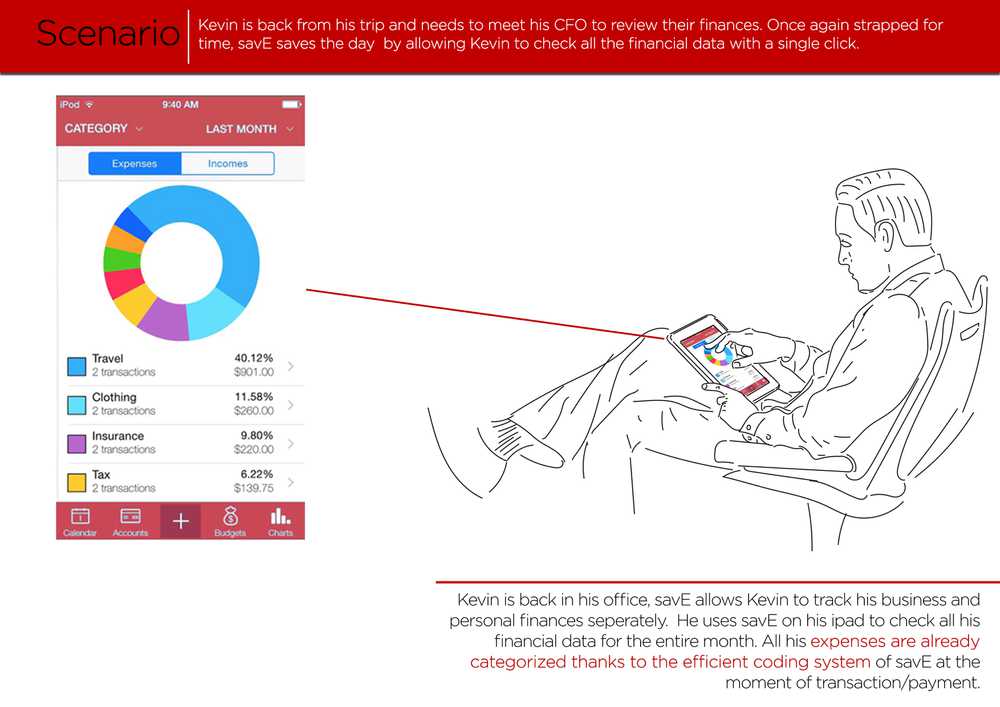 Scenario
Kevin is back from his trip and needs to meet his CFO to review their finances. Once again strapped for
time, savE saves the day by allowing Kevin to check all the financial data with a single click.
iPod 9:40 AM
CATEGORY LAST MONTH
Expenses Incomes
Travel 40.12%
2 transactions $901.00
Clothing 11.58%
2 transactions $260.00
Insurance 9.80%
2 transactions $220.00
Tax 6.22%
2 transactions $139.75
Calendar Accounts + Budgets Charts
Kevin is back in his office, savE allows Kevin to track his business and
personal finances seperately. He uses savE on his ipad to check all his
financial data for the entire month. All his expenses are already
categorized thanks to the efficient coding system of savE at the
moment of transaction/payment.